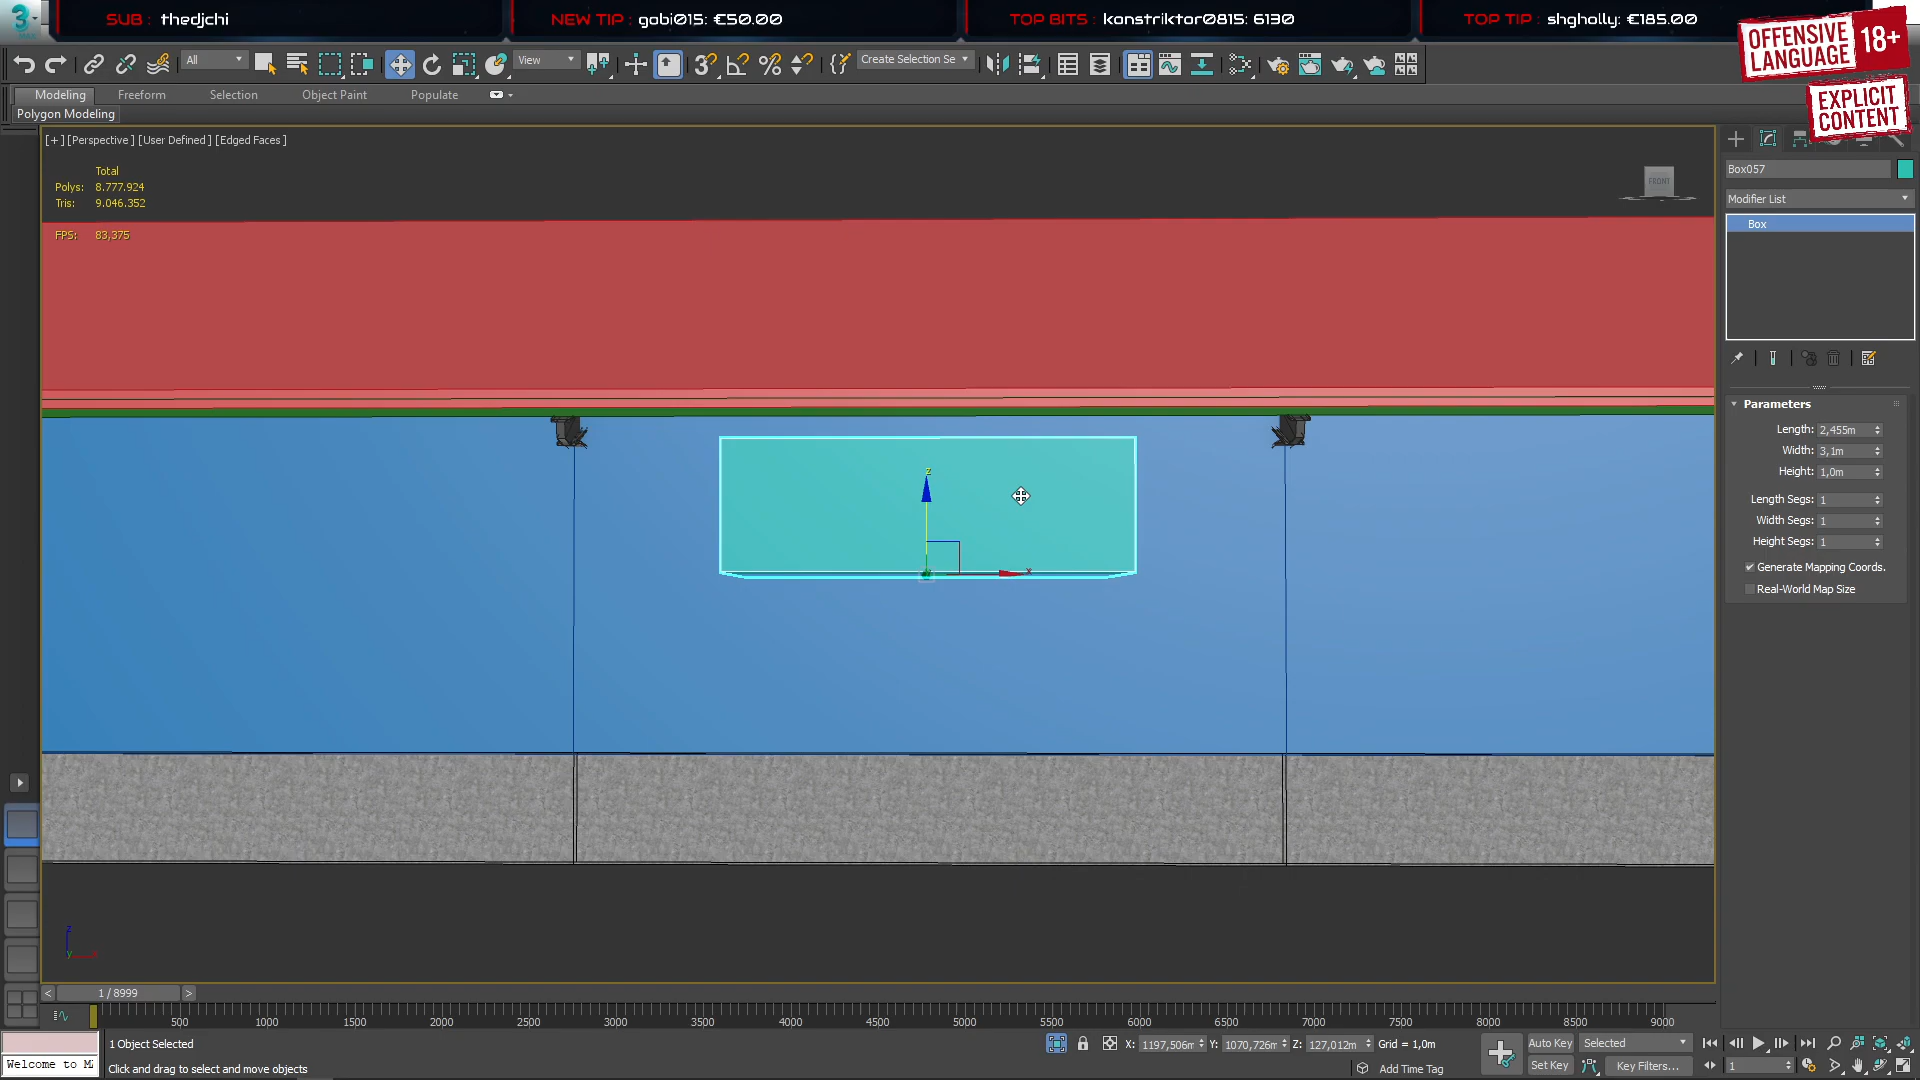 SUB : thedjchi
NEW TIP : gobi015: €50.00
TOP BITS : konstriktor0815: 6130
TOP TIP : shgholly: €185.00
OFFENSIVE LANGUAGE 18+
EXPLICIT CONTENT
3
MAX
All
View
Create Selection Se
Modeling
Freeform
Selection
Object Paint
Populate
Polygon Modeling
[+] [Perspective ] [User Defined ] [Edged Faces ]
Total
Polys: 8.777.924
Tris: 9.046.352
FPS: 83,375
FRONT
Box057
Modifier List
Box
Parameters
Length: 2,455m
Width: 3,1m
Height: 1,0m
Length Segs: 1
Width Segs: 1
Height Segs: 1
Generate Mapping Coords.
Real-World Map Size
z
x
z
y
< 1 / 8999 >
500 1000 1500 2000 2500 3000 3500 4000 4500 5000 5500 6000 6500 7000 7500 8000 8500 9000
1 Object Selected
X: 1197,506m Y: 1070,726m Z: 127,012m Grid = 1,0m
Auto Key
Selected
Welcome to M
Click and drag to select and move objects
Add Time Tag
Set Key
Key Filters...
1